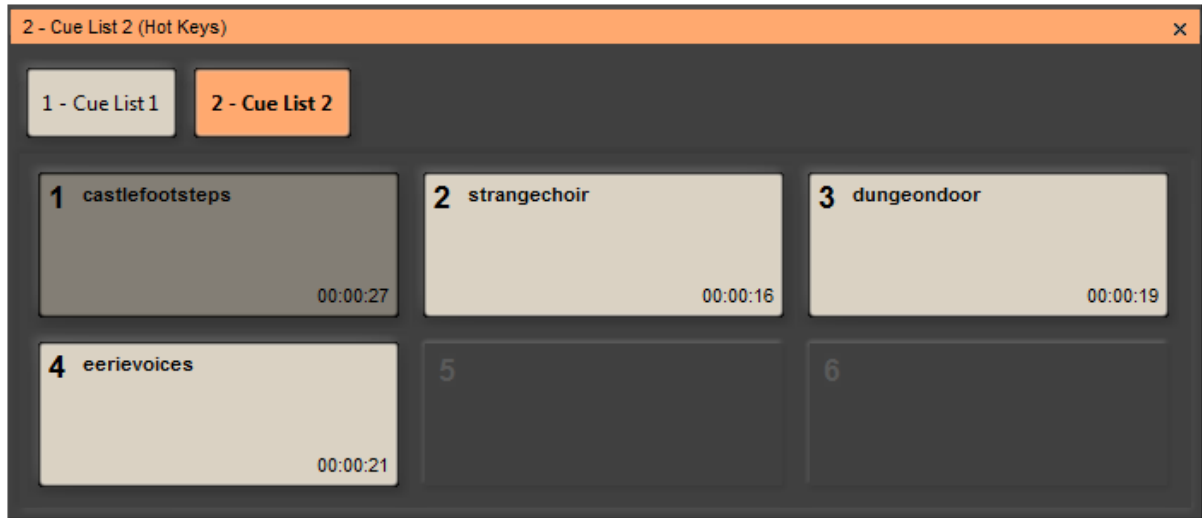 2 - Cue List 2 (Hot Keys)
1 - Cue List 1
2 - Cue List 2
1 castlefootsteps
00:00:27
2 strangechoir
00:00:16
3 dungeondoor
00:00:19
4 eerievoices
00:00:21
5
6